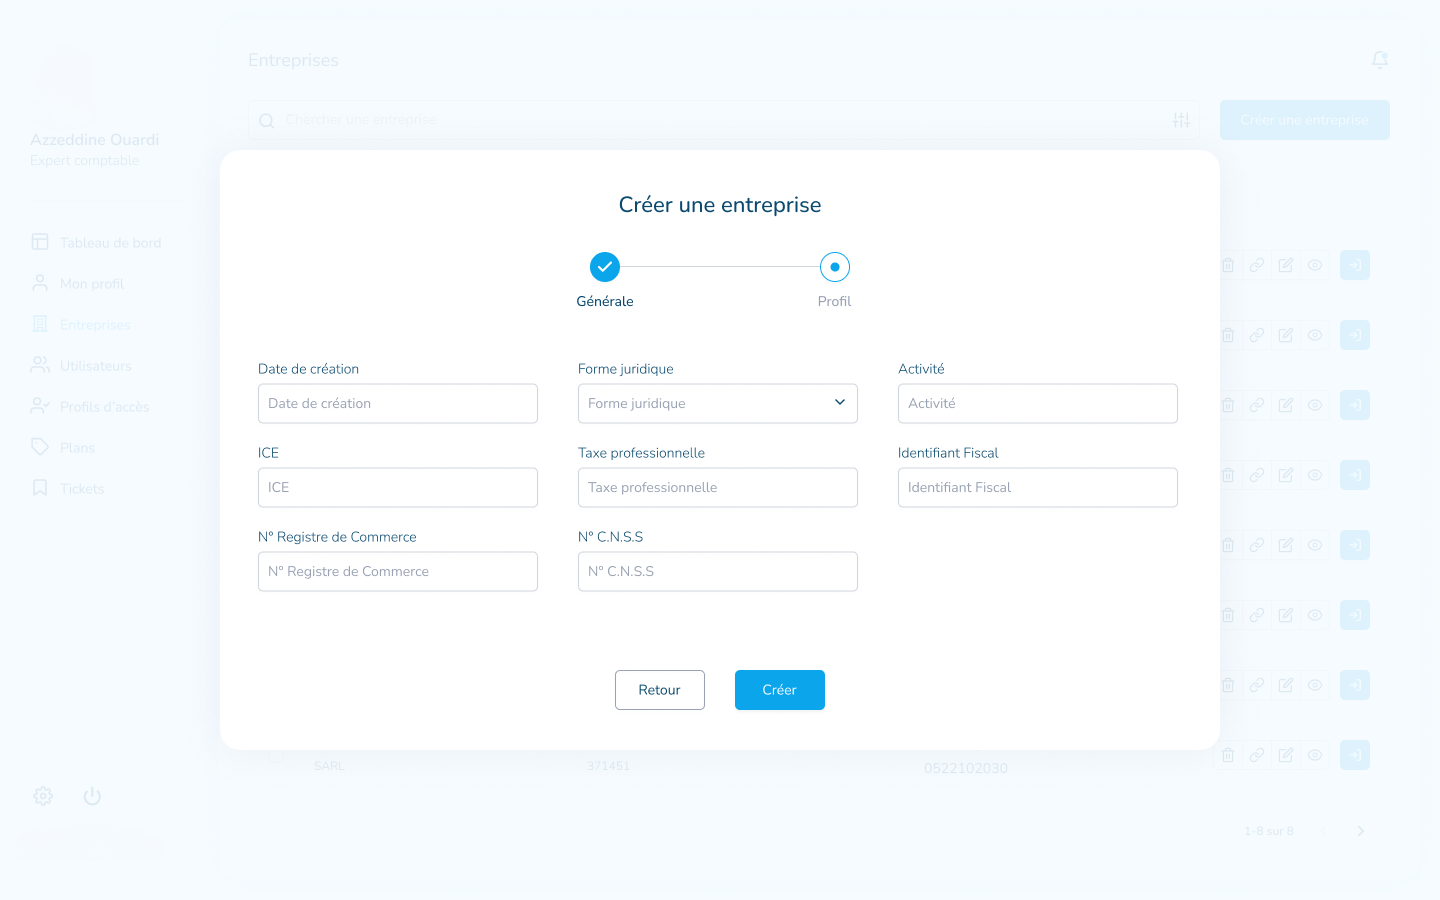 Entreprises
Chercher une entreprise
Créer une entreprise
Azzeddine Ouardi
Expert comptable
Tableau de bord
Mon profil
Entreprises
Utilisateurs
Profils d'accès
Plans
Tickets
Créer une entreprise
Générale
Profil
Date de création
Forme juridique
Activité
Date de création
Forme juridique
Activité
ICE
Taxe professionnelle
Identifiant Fiscal
ICE
Taxe professionnelle
Identifiant Fiscal
N° Registre de Commerce
N° C.N.S.S
N° Registre de Commerce
N° C.N.S.S
Retour
Créer
SARL
371451
0522102030
1-8 sur 8